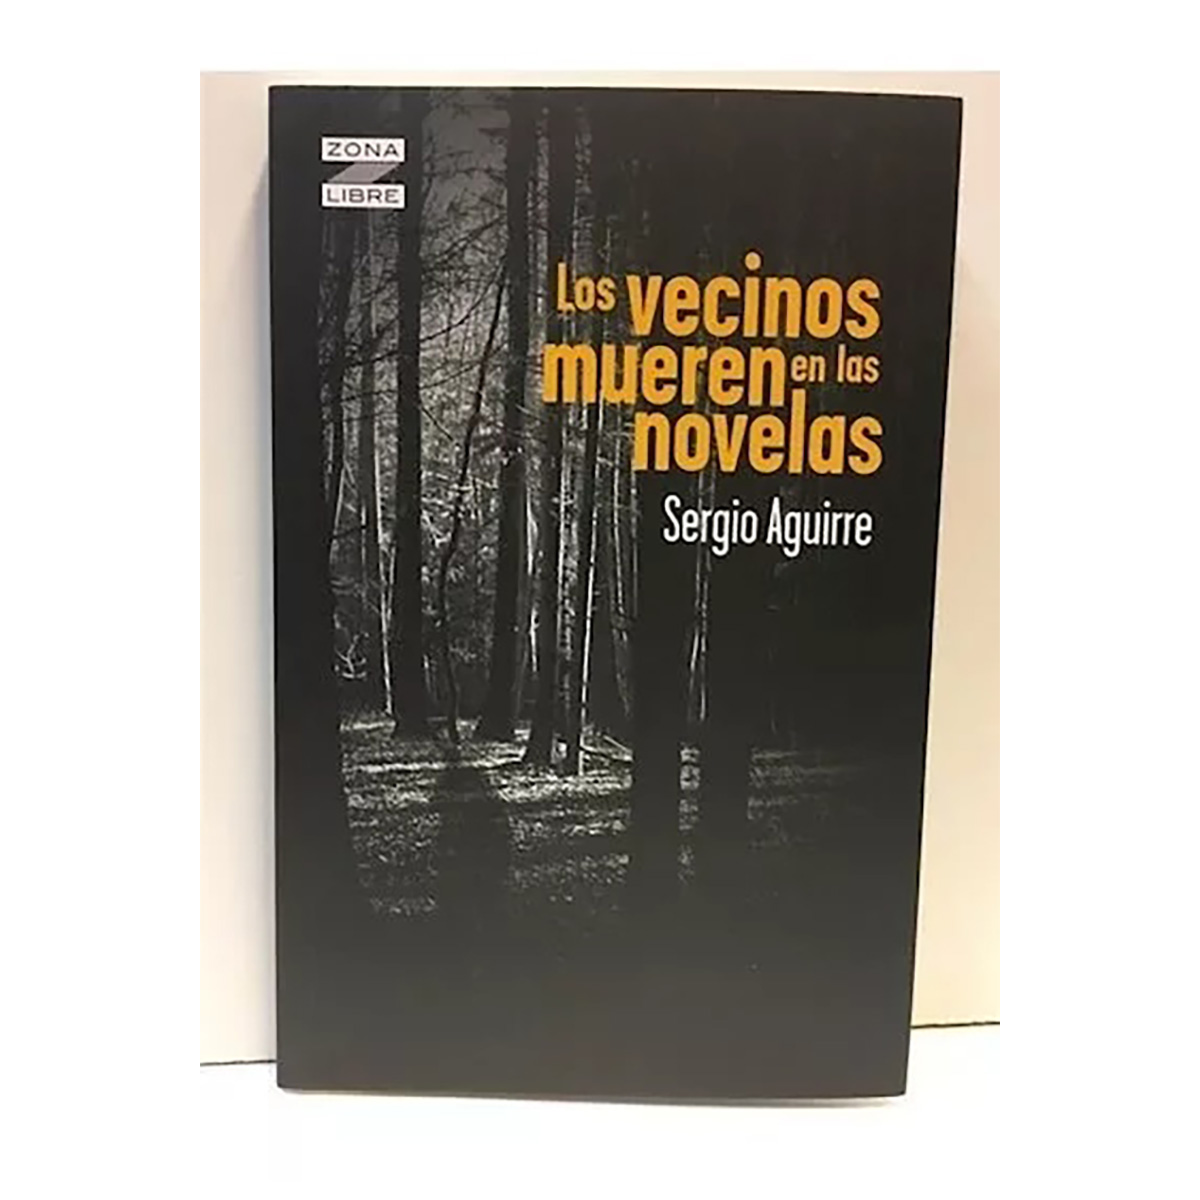 ZONA
LIBRE
Los vecinos
mueren en las
novelas
Sergio Aguirre